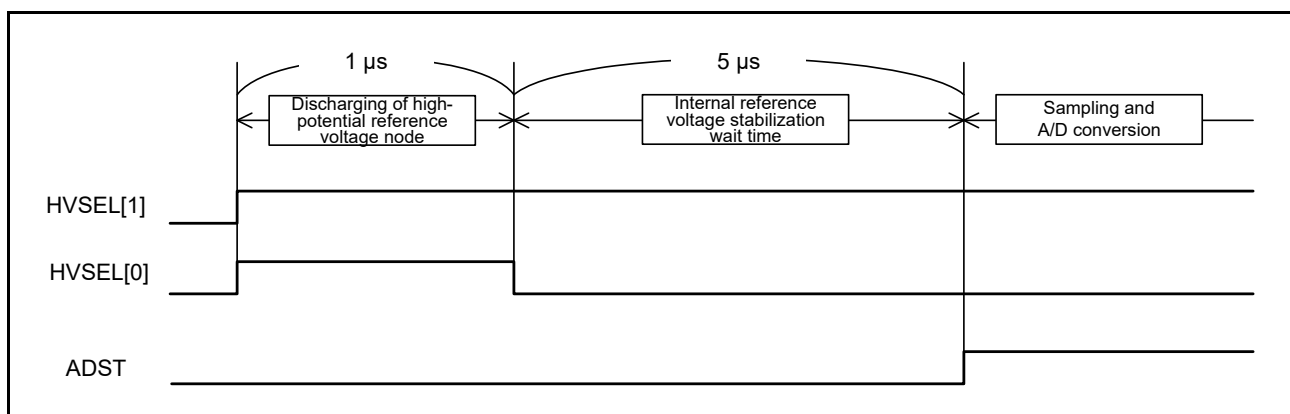 1 μs
5 μs
Discharging of high-
potential reference
voltage node
Internal reference
voltage stabilization
wait time
Sampling and
A/D conversion
HVSEL[1]
HVSEL[0]
ADST